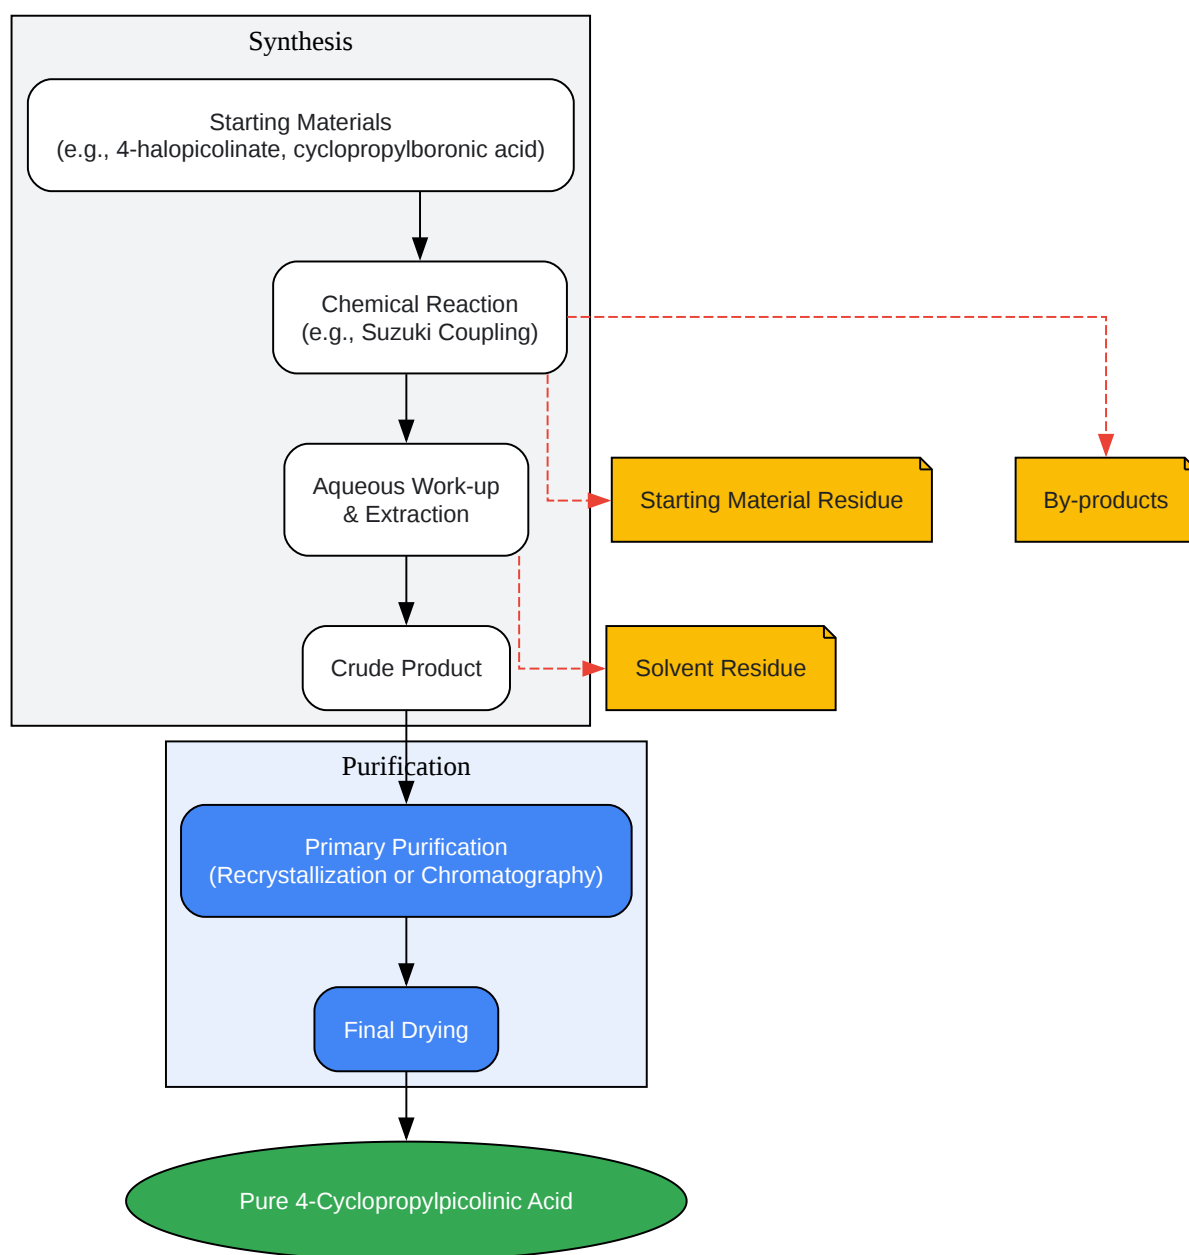 Synthesis
Starting Materials
(e.g., 4-halopicolinate, cyclopropylboronic acid)
Chemical Reaction
(e.g., Suzuki Coupling)
Aqueous Work-up
& Extraction
Starting Material Residue
By-products
Crude Product
Solvent Residue
Purification
Primary Purification
(Recrystallization or Chromatography)
Final Drying
Pure 4-Cyclopropylpicolinic Acid